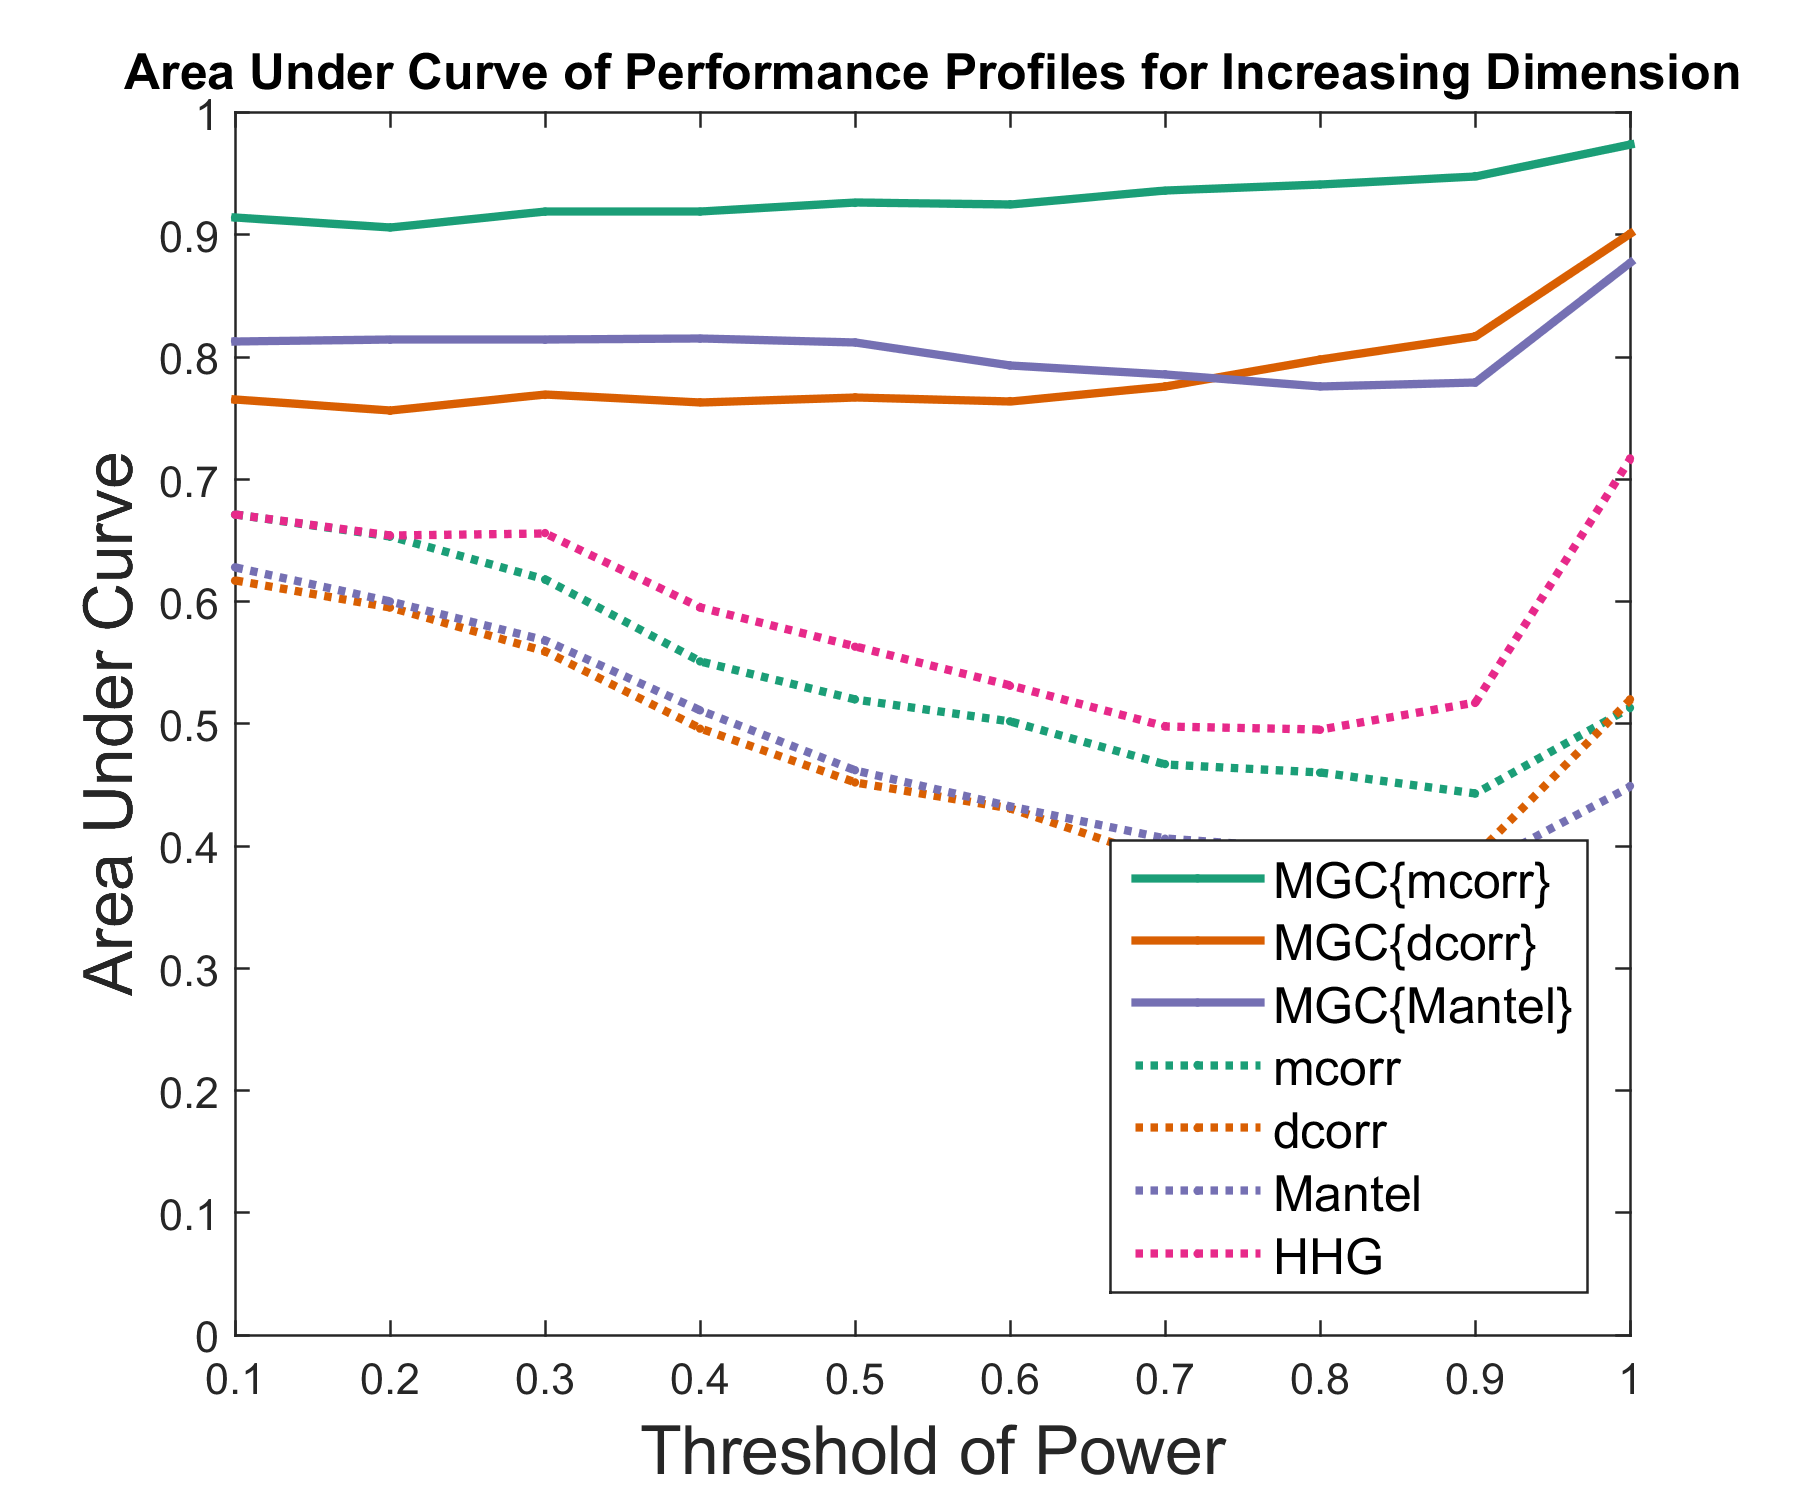 Area Under Curve of Performance Profiles for Increasing Dimension
1
0.9
0.8
0.7
0.6
0.5
0.4
0.3
0.2
0.1
0
Area Under Curve
MGC{mcorr}
MGC{dcorr}
MGC{Mantel}
mcorr
dcorr
Mantel
HHG
0.1 0.2 0.3 0.4 0.5 0.6 0.7 0.8 0.9 1
Threshold of Power